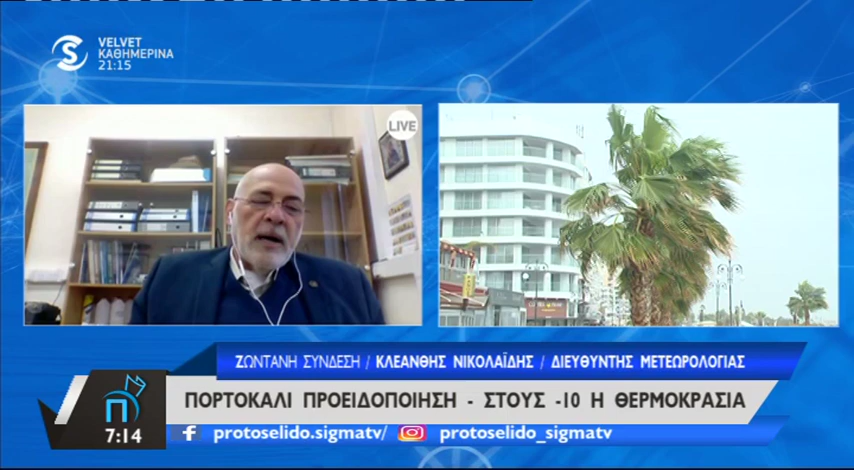 VELVET
ΚΑΘΗΜΕΡΙΝΑ
21:15
LIVE
ΖΩΝΤΑΝΗ ΣΥΝΔΕΣΗ / ΚΛΕΑΝΘΗΣ ΝΙΚΟΛΑΪΔΗΣ / ΔΙΕΥΘΥΝΤΗΣ ΜΕΤΕΩΡΟΛΟΓΙΑΣ
ΠΟΡΤΟΚΑΛΙ ΠΡΟΕΙΔΟΠΟΙΗΣΗ - ΣΤΟΥΣ -10 Η ΘΕΡΜΟΚΡΑΣΙΑ
7:14
protoselido.sigmatv/ protoselido_sigmatv